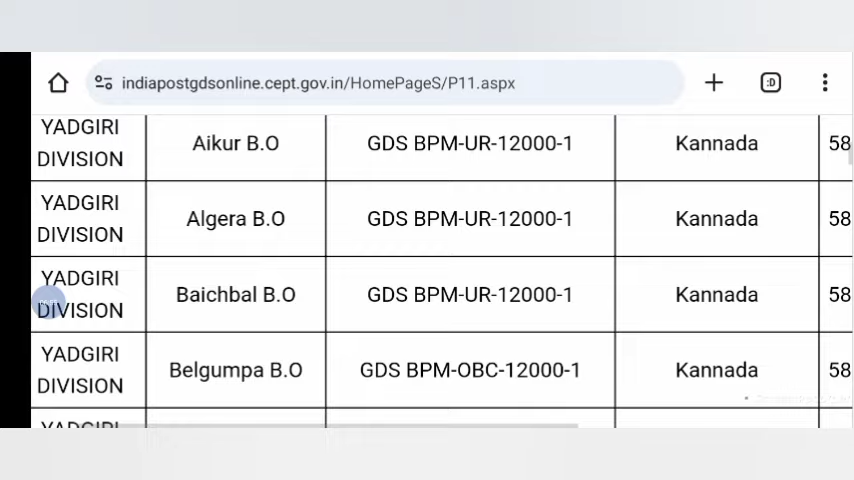 indiapostgdsonline.cept.gov.in/HomePageS/P11.aspx
:D
YADGIRI
DIVISION
Aikur B.O
GDS BPM-UR-12000-1
Kannada
58
YADGIRI
DIVISION
Algera B.O
GDS BPM-UR-12000-1
Kannada
58
YADGIRI
DIVISION
Baichbal B.O
GDS BPM-UR-12000-1
Kannada
58
YADGIRI
DIVISION
Belgumpa B.O
GDS BPM-OBC-12000-1
Kannada
58
YADGIRI